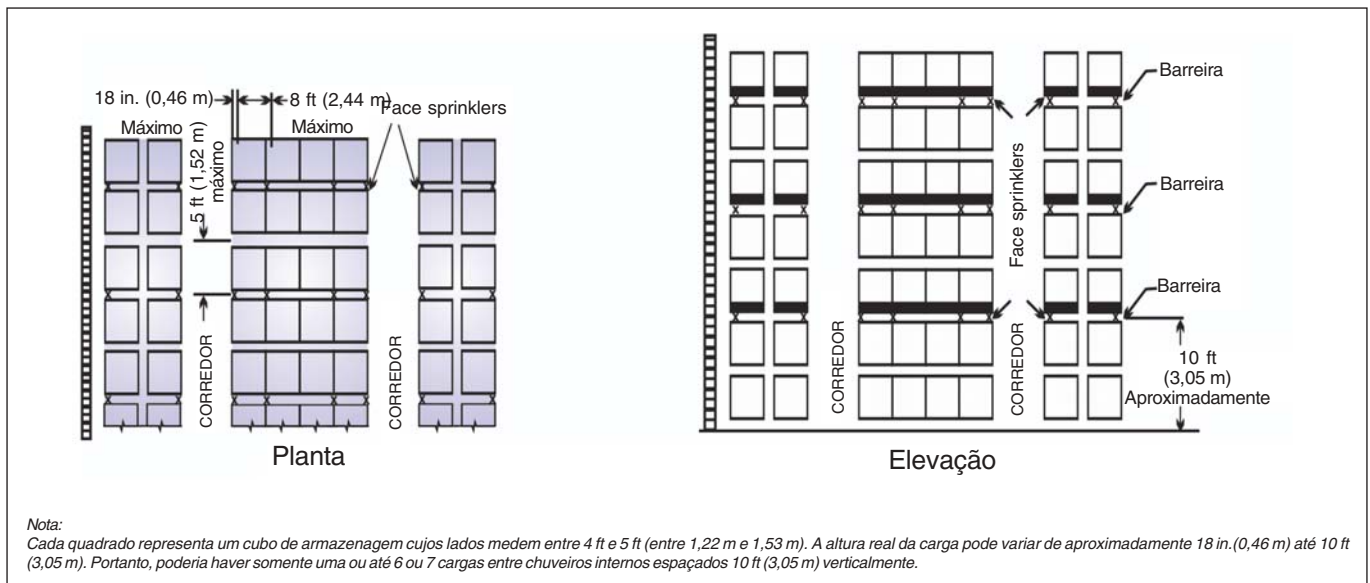 18 in. (0,46 m)
8 ft (2,44 m)
Face sprinklers
Máximo
Máximo
5 ft (1,52 m)
máximo
CORREDOR
CORREDOR
Planta
Barreira
Barreira
Barreira
Face sprinklers
CORREDOR
CORREDOR
10 ft
(3,05 m)
Aproximadamente
Elevação
Nota:
Cada quadrado representa um cubo de armazenagem cujos lados medem entre 4 ft e 5 ft (entre 1,22 m e 1,53 m). A altura real da carga pode variar de aproximadamente 18 in.(0,46 m) até 10 ft
(3,05 m). Portanto, poderia haver somente uma ou até 6 ou 7 cargas entre chuveiros internos espaçados 10 ft (3,05 m) verticalmente.